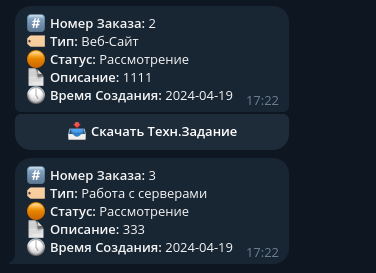 #️⃣ Номер Заказа: 2
🏷️ Тип: Веб-Сайт
🟠 Статус: Рассмотрение
📄 Описание: 1111
🕔 Время Создания: 2024-04-19 17:22
📥 Скачать Техн.Задание
#️⃣ Номер Заказа: 3
🏷️ Тип: Работа с серверами
🟠 Статус: Рассмотрение
📄 Описание: 333
🕔 Время Создания: 2024-04-19 17:22